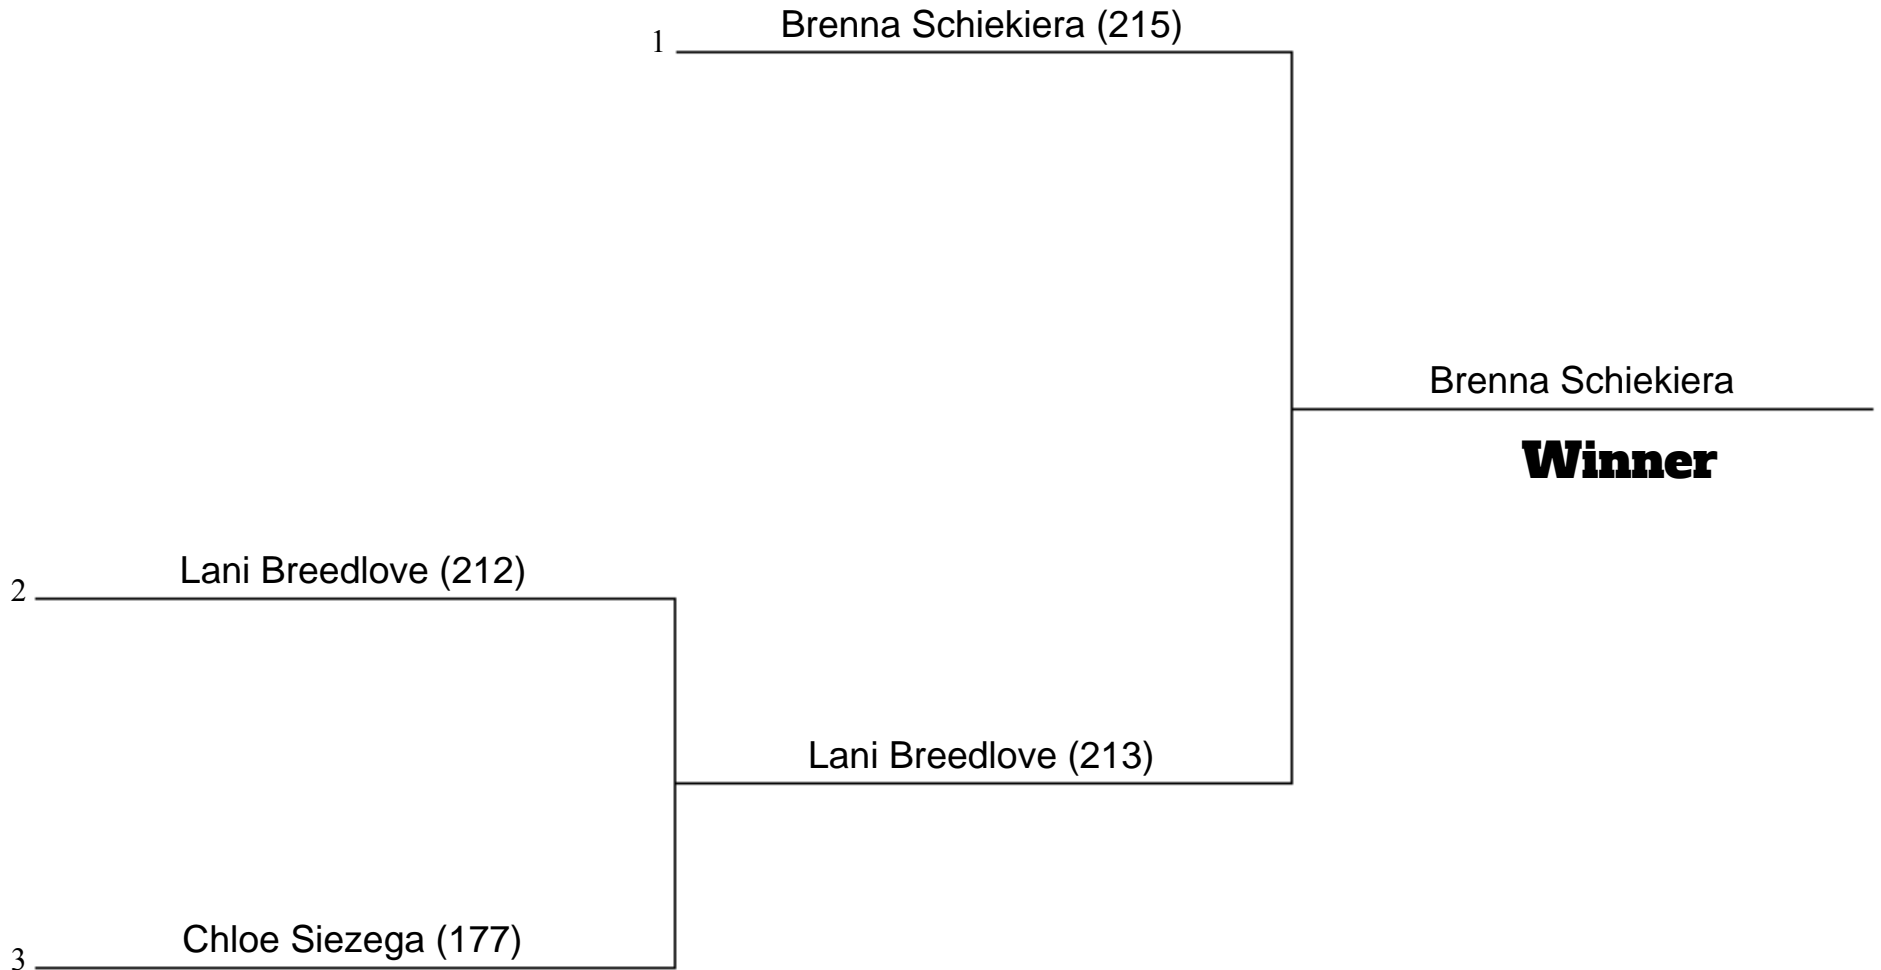 1 Brenna Schiekiera (215)
Brenna Schiekiera
Winner
2 Lani Breedlove (212)
Lani Breedlove (213)
3 Chloe Siezega (177)